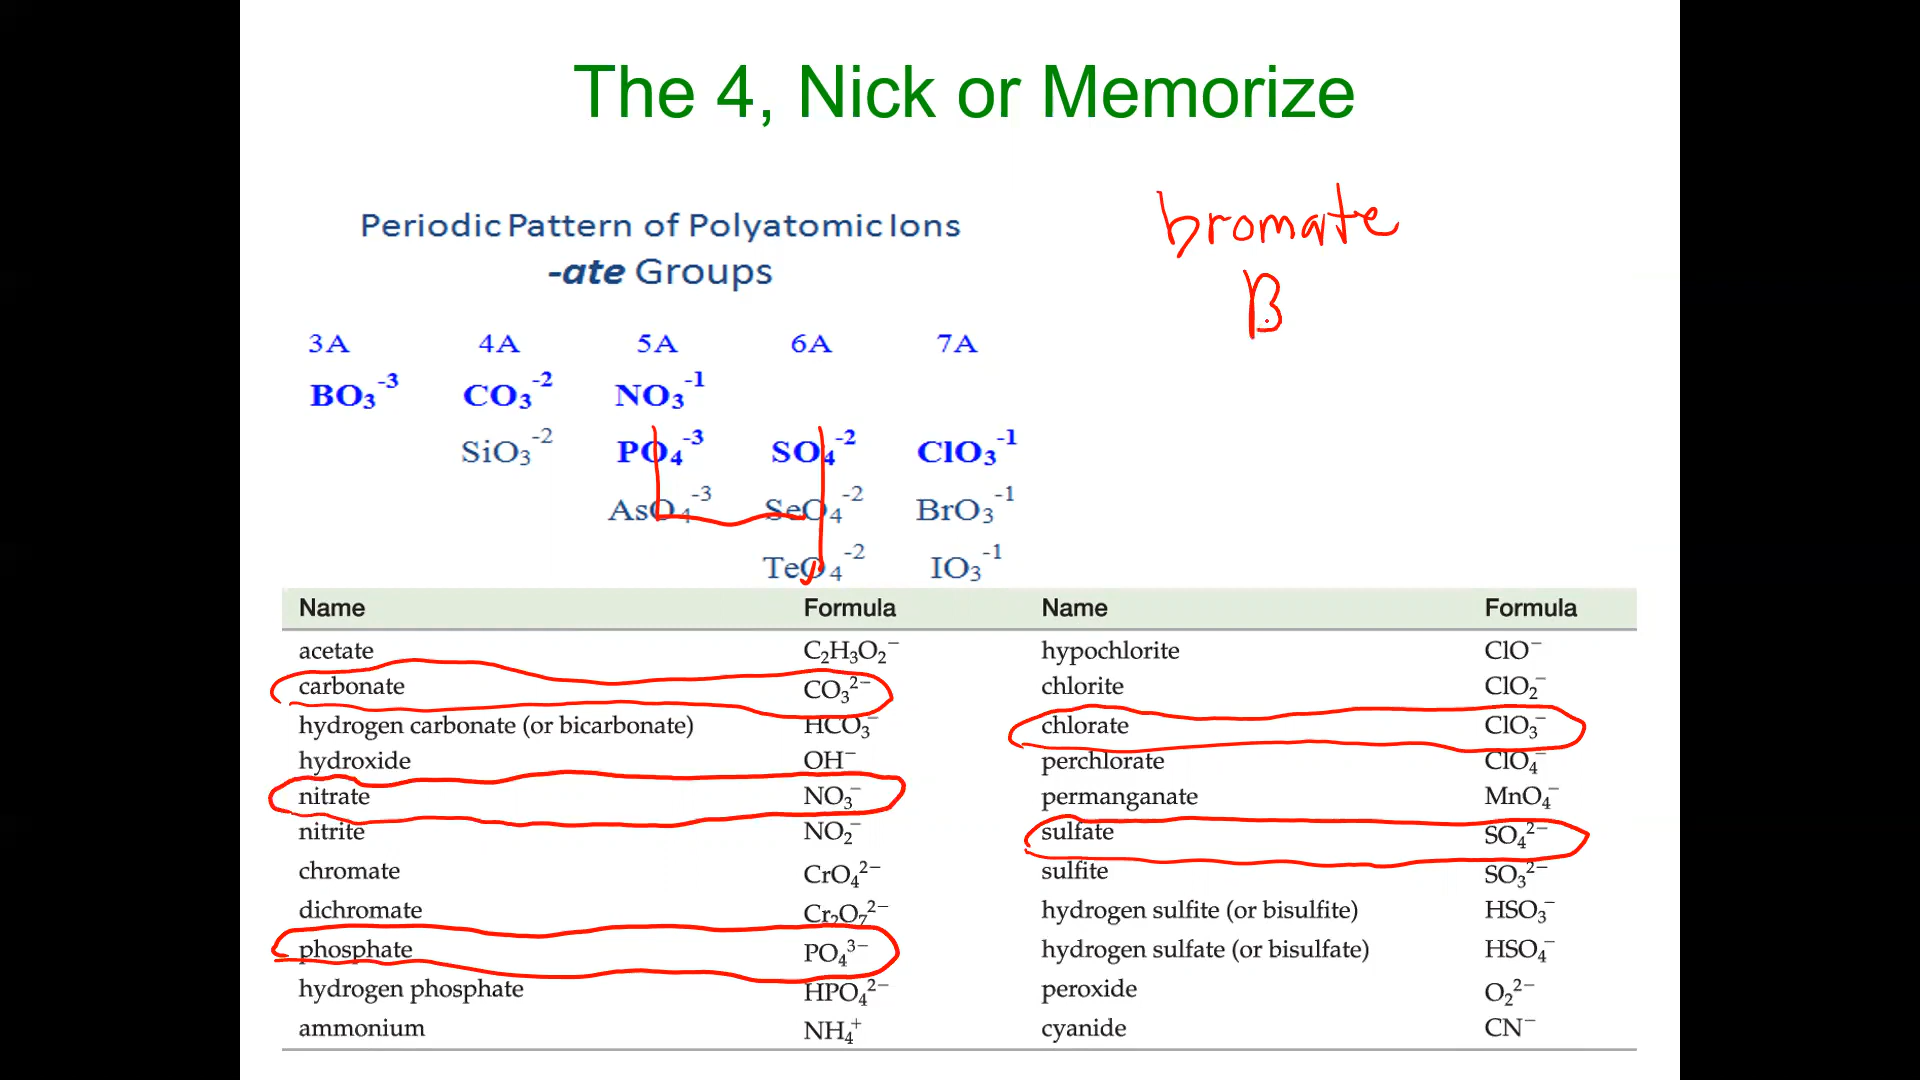 The 4, Nick or Memorize
bromate
B
Periodic Pattern of Polyatomic Ions
-ate Groups
3A 4A 5A 6A 7A
BO₃⁻³ CO₃⁻² NO₃⁻¹
SiO₃⁻² PO₄⁻³ SO₄⁻² ClO₃⁻¹
AsO₄⁻³ SeO₄⁻² BrO₃⁻¹
TeO₄⁻² IO₃⁻¹
Name Formula Name Formula
acetate C₂H₃O₂⁻ hypochlorite ClO⁻
carbonate CO₃²⁻ chlorite ClO₂⁻
hydrogen carbonate (or bicarbonate) HCO₃⁻ chlorate ClO₃⁻
hydroxide OH⁻ perchlorate ClO₄⁻
nitrate NO₃⁻ permanganate MnO₄⁻
nitrite NO₂⁻ sulfate SO₄²⁻
chromate CrO₄²⁻ sulfite SO₃²⁻
dichromate Cr₂O₇²⁻ hydrogen sulfite (or bisulfite) HSO₃⁻
phosphate PO₄³⁻ hydrogen sulfate (or bisulfate) HSO₄⁻
hydrogen phosphate HPO₄²⁻ peroxide O₂²⁻
ammonium NH₄⁺ cyanide CN⁻